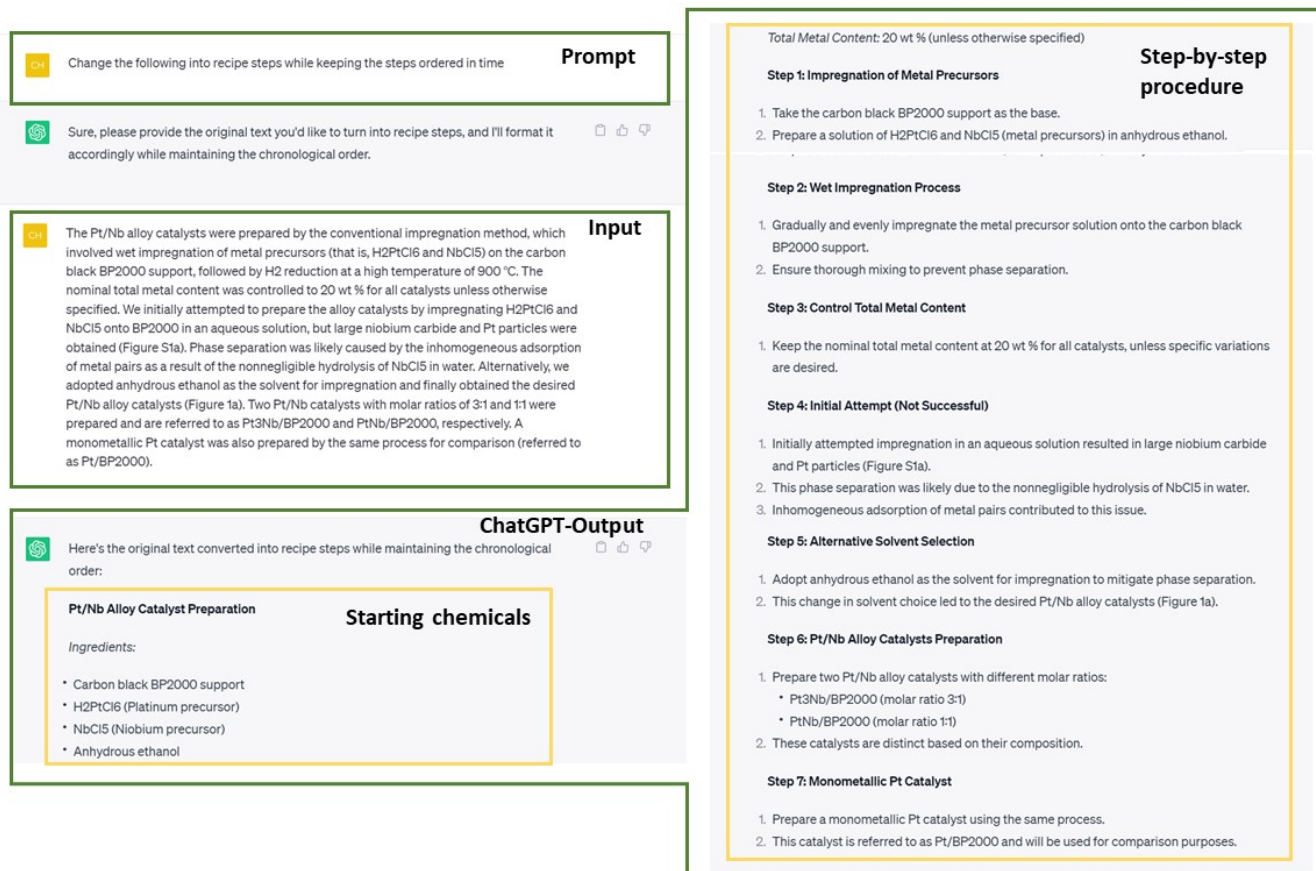 CH
Change the following into recipe steps while keeping the steps ordered in time
Prompt
Sure, please provide the original text you'd like to turn into recipe steps, and I'll format it
accordingly while maintaining the chronological order.
Input
CH
The Pt/Nb alloy catalysts were prepared by the conventional impregnation method, which
involved wet impregnation of metal precursors (that is, H2PtCl6 and NbCl5) on the carbon
black BP2000 support, followed by H2 reduction at a high temperature of 900 °C. The
nominal total metal content was controlled to 20 wt % for all catalysts unless otherwise
specified. We initially attempted to prepare the alloy catalysts by impregnating H2PtCl6 and
NbCl5 onto BP2000 in an aqueous solution, but large niobium carbide and Pt particles were
obtained (Figure S1a). Phase separation was likely caused by the inhomogeneous adsorption
of metal pairs as a result of the nonnegligible hydrolysis of NbCl5 in water. Alternatively, we
adopted anhydrous ethanol as the solvent for impregnation and finally obtained the desired
Pt/Nb alloy catalysts (Figure 1a). Two Pt/Nb catalysts with molar ratios of 3:1 and 1:1 were
prepared and are referred to as Pt3Nb/BP2000 and PtNb/BP2000, respectively. A
monometallic Pt catalyst was also prepared by the same process for comparison (referred to
as Pt/BP2000).
ChatGPT-Output
Here's the original text converted into recipe steps while maintaining the chronological
order:
Pt/Nb Alloy Catalyst Preparation
Starting chemicals
Ingredients:
• Carbon black BP2000 support
• H2PtCl6 (Platinum precursor)
• NbCl5 (Niobium precursor)
• Anhydrous ethanol
Total Metal Content: 20 wt % (unless otherwise specified)
Step-by-step
procedure
Step 1: Impregnation of Metal Precursors
1. Take the carbon black BP2000 support as the base.
2. Prepare a solution of H2PtCl6 and NbCl5 (metal precursors) in anhydrous ethanol.
Step 2: Wet Impregnation Process
1. Gradually and evenly impregnate the metal precursor solution onto the carbon black
BP2000 support.
2. Ensure thorough mixing to prevent phase separation.
Step 3: Control Total Metal Content
1. Keep the nominal total metal content at 20 wt % for all catalysts, unless specific variations
are desired.
Step 4: Initial Attempt (Not Successful)
1. Initially attempted impregnation in an aqueous solution resulted in large niobium carbide
and Pt particles (Figure S1a).
2. This phase separation was likely due to the nonnegligible hydrolysis of NbCl5 in water.
3. Inhomogeneous adsorption of metal pairs contributed to this issue.
Step 5: Alternative Solvent Selection
1. Adopt anhydrous ethanol as the solvent for impregnation to mitigate phase separation.
2. This change in solvent choice led to the desired Pt/Nb alloy catalysts (Figure 1a).
Step 6: Pt/Nb Alloy Catalysts Preparation
1. Prepare two Pt/Nb alloy catalysts with different molar ratios:
• Pt3Nb/BP2000 (molar ratio 3:1)
• PtNb/BP2000 (molar ratio 1:1)
2. These catalysts are distinct based on their composition.
Step 7: Monometallic Pt Catalyst
1. Prepare a monometallic Pt catalyst using the same process.
2. This catalyst is referred to as Pt/BP2000 and will be used for comparison purposes.